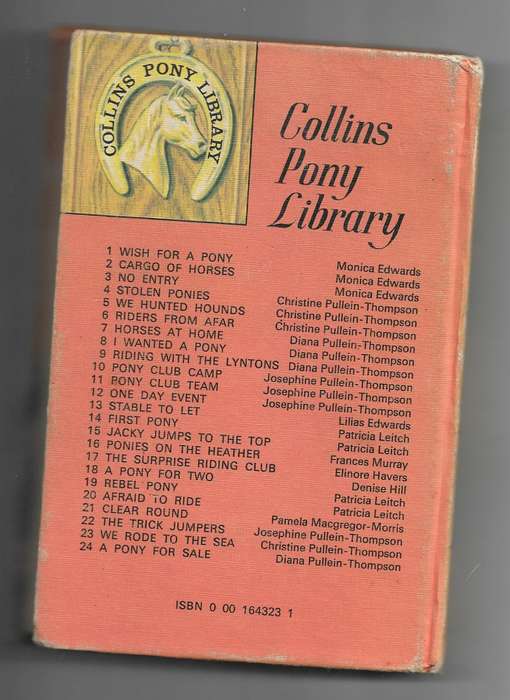 COLLINS PONY LIBRARY
Collins
Pony
Library
1 WISH FOR A PONY Monica Edwards
2 CARGO OF HORSES Monica Edwards
3 NO ENTRY Monica Edwards
4 STOLEN PONIES Christine Pullein-Thompson
5 WE HUNTED HOUNDS Christine Pullein-Thompson
6 RIDERS FROM AFAR Christine Pullein-Thompson
7 HORSES AT HOME Diana Pullein-Thompson
8 I WANTED A PONY Diana Pullein-Thompson
9 RIDING WITH THE LYNTONS Diana Pullein-Thompson
10 PONY CLUB CAMP Josephine Pullein-Thompson
11 PONY CLUB TEAM Josephine Pullein-Thompson
12 ONE DAY EVENT Josephine Pullein-Thompson
13 STABLE TO LET Lilias Edwards
14 FIRST PONY Patricia Leitch
15 JACKY JUMPS TO THE TOP Patricia Leitch
16 PONIES ON THE HEATHER Frances Murray
17 THE SURPRISE RIDING CLUB Elinore Havers
18 A PONY FOR TWO Denise Hill
19 REBEL PONY Patricia Leitch
20 AFRAID TO RIDE Patricia Leitch
21 CLEAR ROUND Pamela Macgregor-Morris
22 THE TRICK JUMPERS Josephine Pullein-Thompson
23 WE RODE TO THE SEA Christine Pullein-Thompson
24 A PONY FOR SALE Diana Pullein-Thompson
ISBN 0 00 164323 1